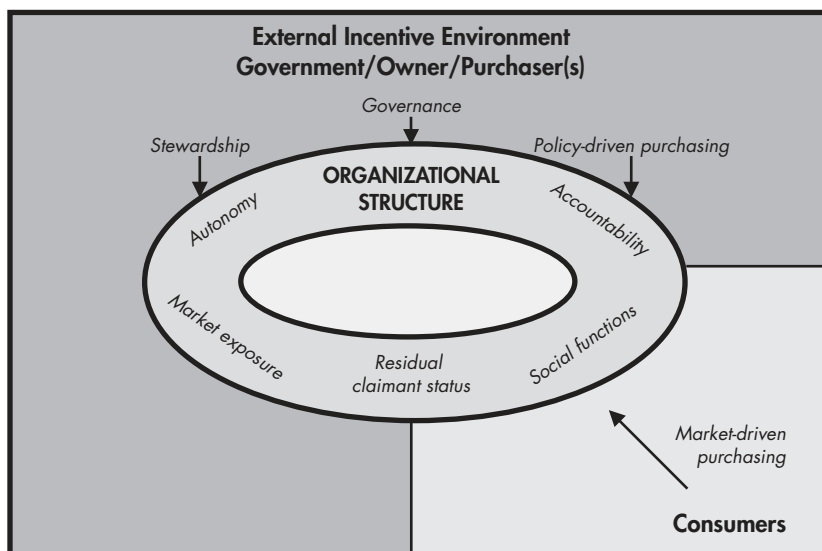 External Incentive Environment
Government/Owner/Purchaser(s)
Governance
Stewardship
Policy-driven purchasing
ORGANIZATIONAL
STRUCTURE
Autonomy
Accountability
Market exposure
Residual
claimant status
Social functions
Market-driven
purchasing
Consumers